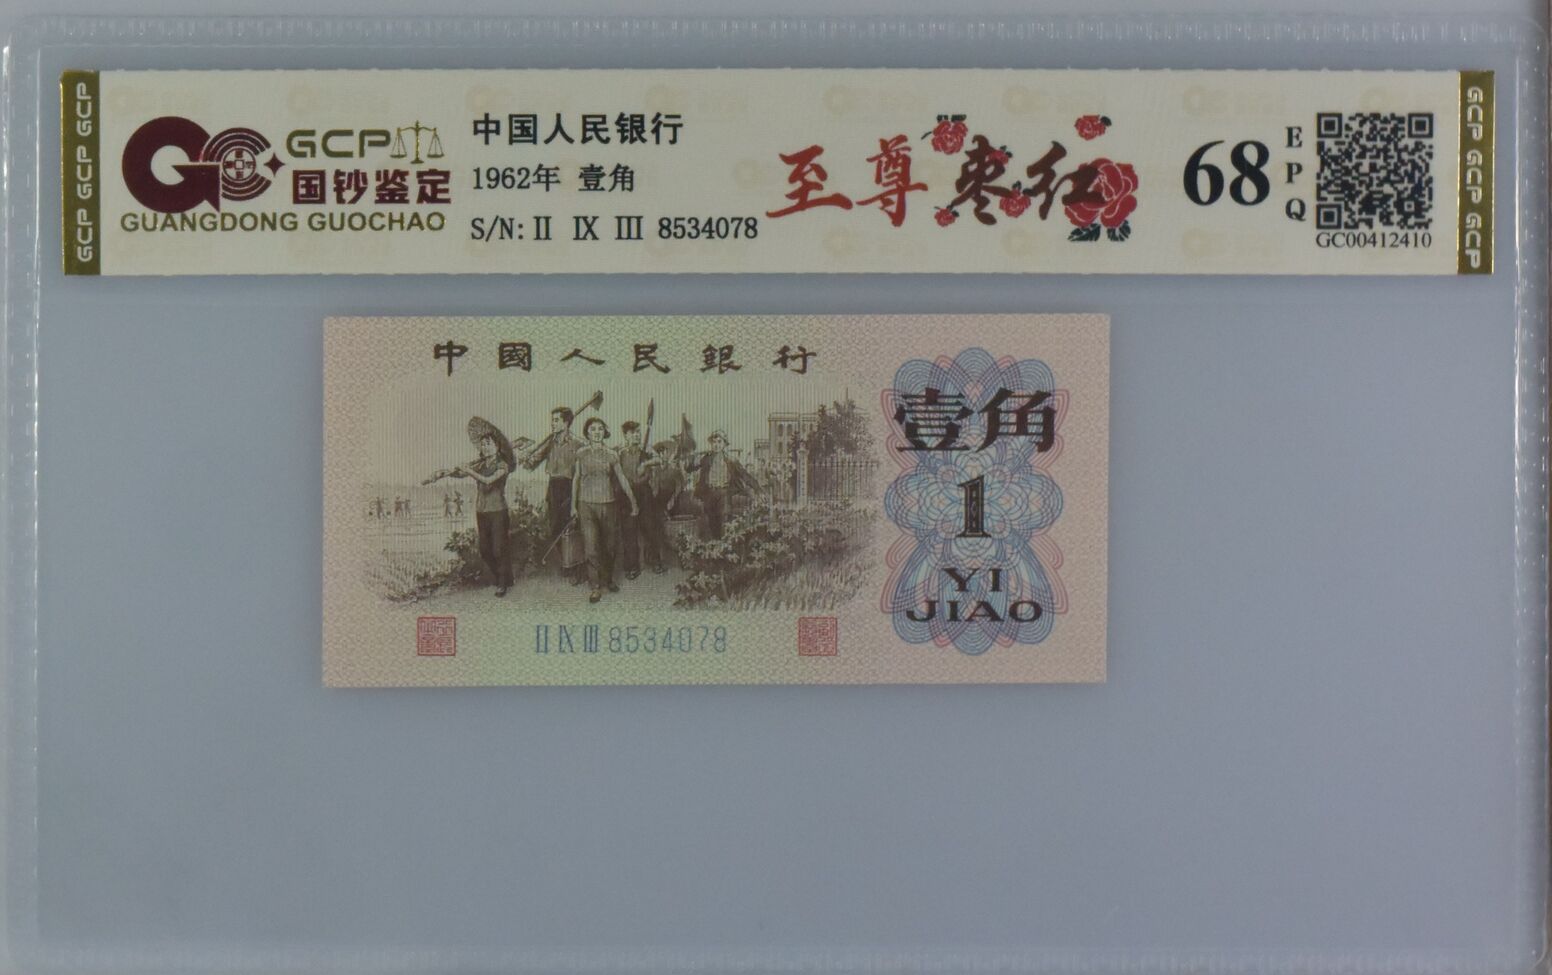 GCP GCP GCP
GCP
国钞鉴定
GUANGDONG GUOCHAO
中国人民银行
1962年 壹角
S/N: II IX III 8534078
至尊枣红
68
EPQ
GC00412410
GCP GCP GCP
中國人民銀行
壹角
1
YI
JIAO
II IX III 8534078